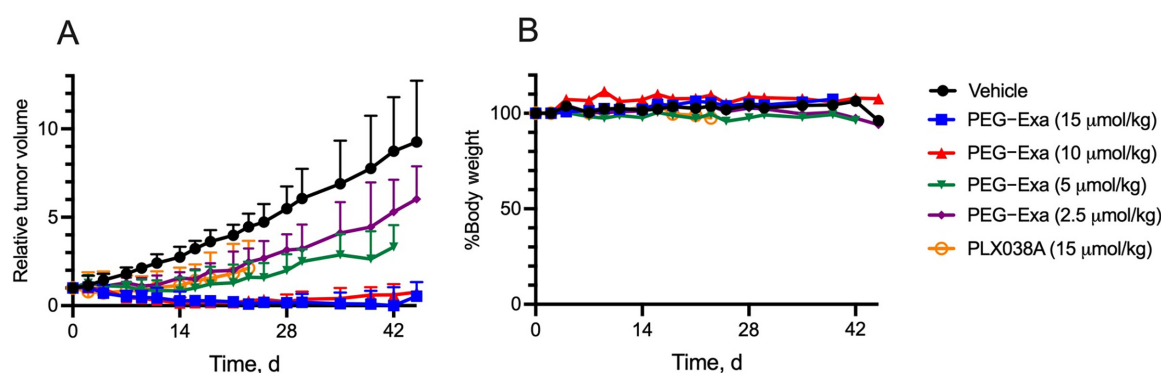 A
Relative tumor volume
10
5
0
0
14
28
42
Time, d
B
%Body weight
100
50
0
0
14
28
42
Time, d
Vehicle
PEG−Exa (15 μmol/kg)
PEG−Exa (10 μmol/kg)
PEG−Exa (5 μmol/kg)
PEG−Exa (2.5 μmol/kg)
PLX038A (15 μmol/kg)